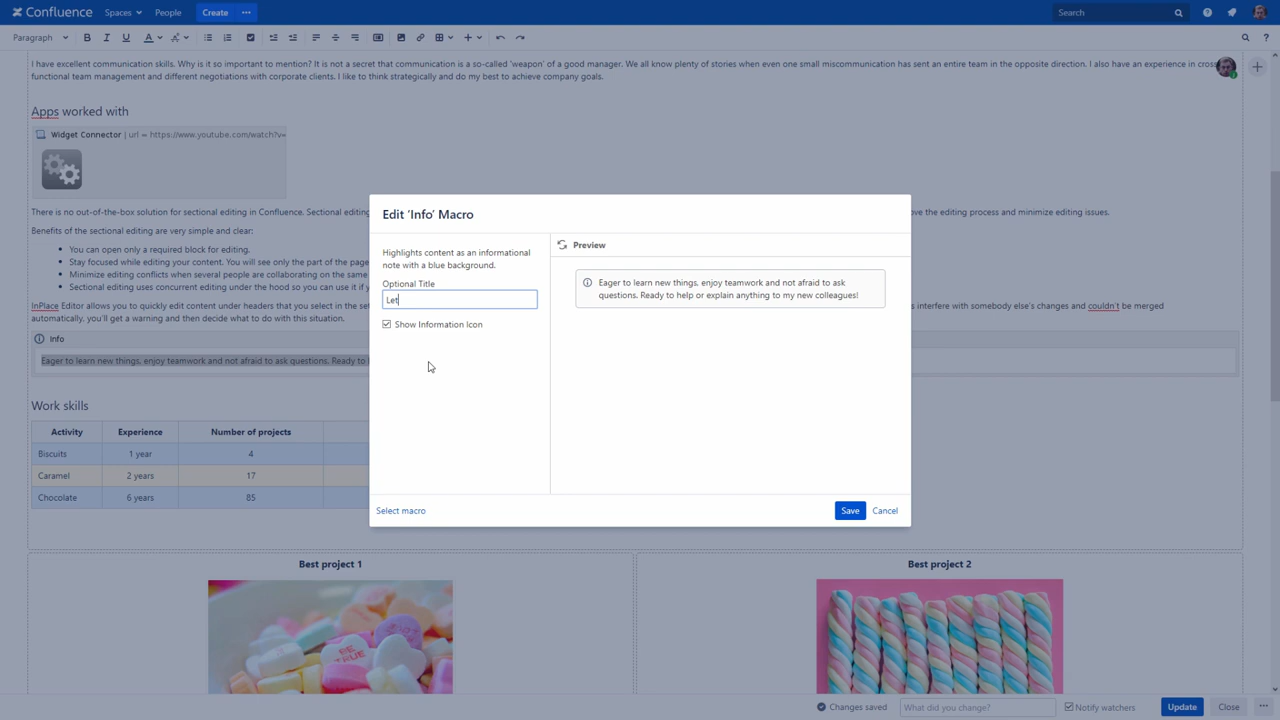 Confluence Spaces People Create ••• Search
Paragraph B I U A
I have excellent communication skills. Why is it so important to mention? It is not a secret that communication is a so-called 'weapon' of a good manager. We all know plenty of stories when even one small miscommunication has sent an entire team in the opposite direction. I also have an experience in cross
functional team management and different negotiations with corporate clients. I like to think strategically and do my best to achieve company goals.
Apps worked with
Widget Connector | url = https://www.youtube.com/watch?v=
There is no out-of-the-box solution for sectional editing in Confluence. Sectional editing
ve the editing process and minimize editing issues.
Benefits of the sectional editing are very simple and clear:
• You can open only a required block for editing.
• Stay focused while editing your content. You will see only the part of the page
• Minimize editing conflicts when several people are collaborating on the same
• Sectional editing uses concurrent editing under the hood so you can use it if y
InPlace Editor allows you to quickly edit content under headers that you select in the set
s interfere with somebody else's changes and couldn't be merged
automatically, you'll get a warning and then decide what to do with this situation.
Info
Eager to learn new things, enjoy teamwork and not afraid to ask questions. Ready to
Work skills
Activity Experience Number of projects
Biscuits 1 year 4
Caramel 2 years 17
Chocolate 6 years 85
Best project 1 Best project 2
BE TRUE
Edit 'Info' Macro
Highlights content as an informational
note with a blue background.
Optional Title
Let
Show Information Icon
Preview
Eager to learn new things, enjoy teamwork and not afraid to ask
questions. Ready to help or explain anything to my new colleagues!
Select macro
Save Cancel
Changes saved What did you change? Notify watchers Update Close •••